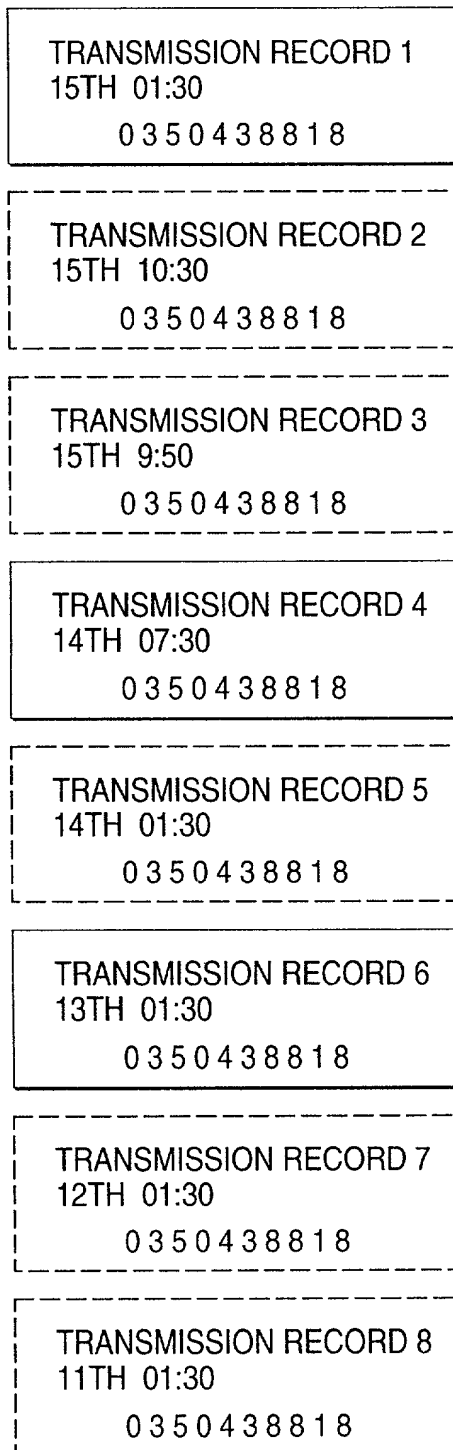 TRANSMISSION RECORD 1
15TH 01:30
0350438818
TRANSMISSION RECORD 2
15TH 10:30
0350438818
TRANSMISSION RECORD 3
15TH 9:50
0350438818
TRANSMISSION RECORD 4
14TH 07:30
0350438818
TRANSMISSION RECORD 5
14TH 01:30
0350438818
TRANSMISSION RECORD 6
13TH 01:30
0350438818
TRANSMISSION RECORD 7
12TH 01:30
0350438818
TRANSMISSION RECORD 8
11TH 01:30
0350438818